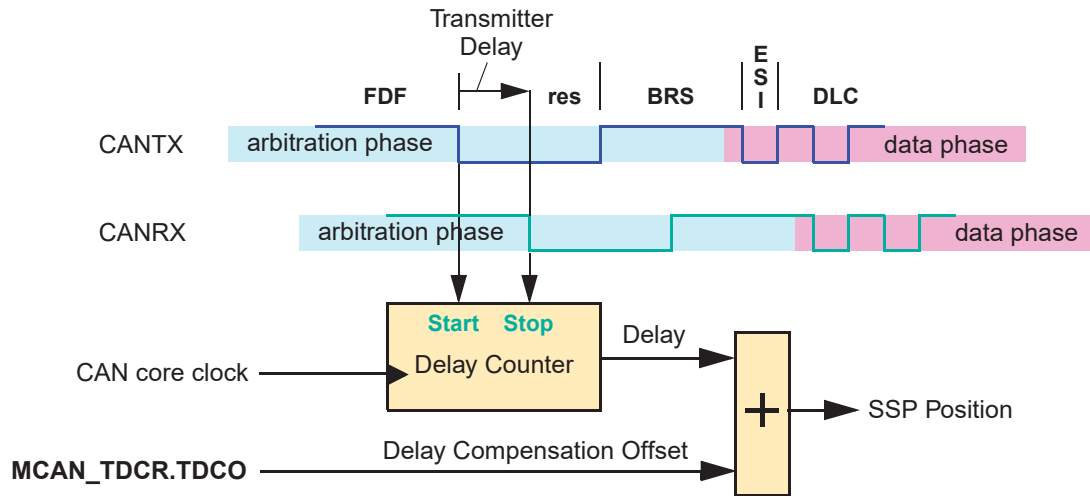 Transmitter
Delay
E
S
I
FDF
res
BRS
DLC
CANTX
arbitration phase
data phase
CANRX
arbitration phase
data phase
Start
Stop
Delay Counter
Delay
CAN core clock
+
SSP Position
Delay Compensation Offset
MCAN_TDCR.TDCO